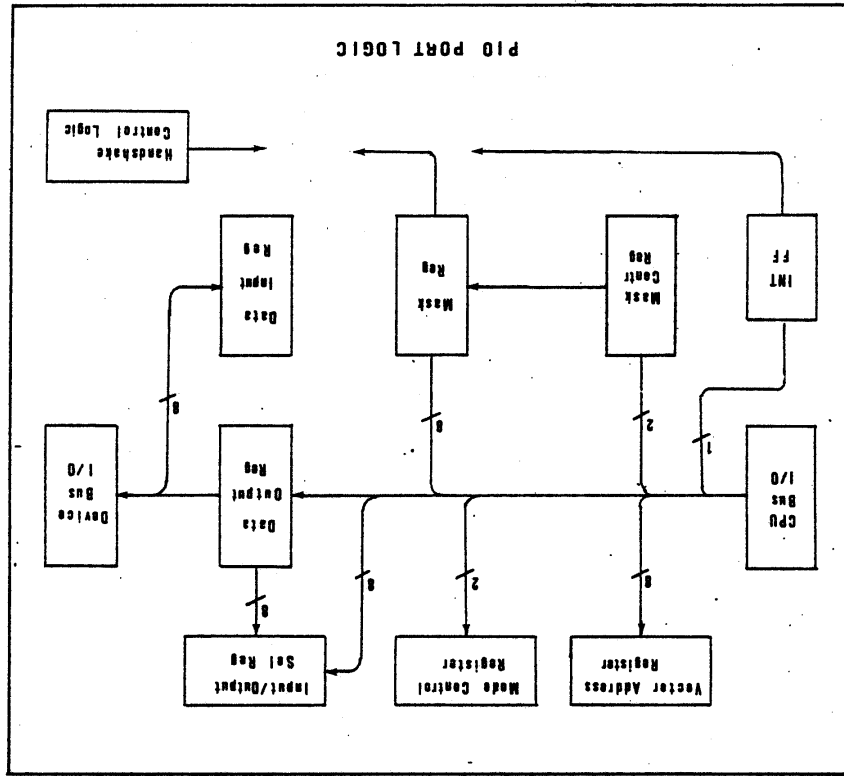 Vector Address
Register
Mode Control
Register
Input/Output
Sel Reg
8
2
8
8
CPU
Bus
I/O
Data
Output
Reg
Device
Bus
I/O
1
2
8
8
INT
FF
Mask
Contr
Reg
Mask
Reg
Data
Input
Reg
Handshake
Control Logic
PIO PORT LOGIC